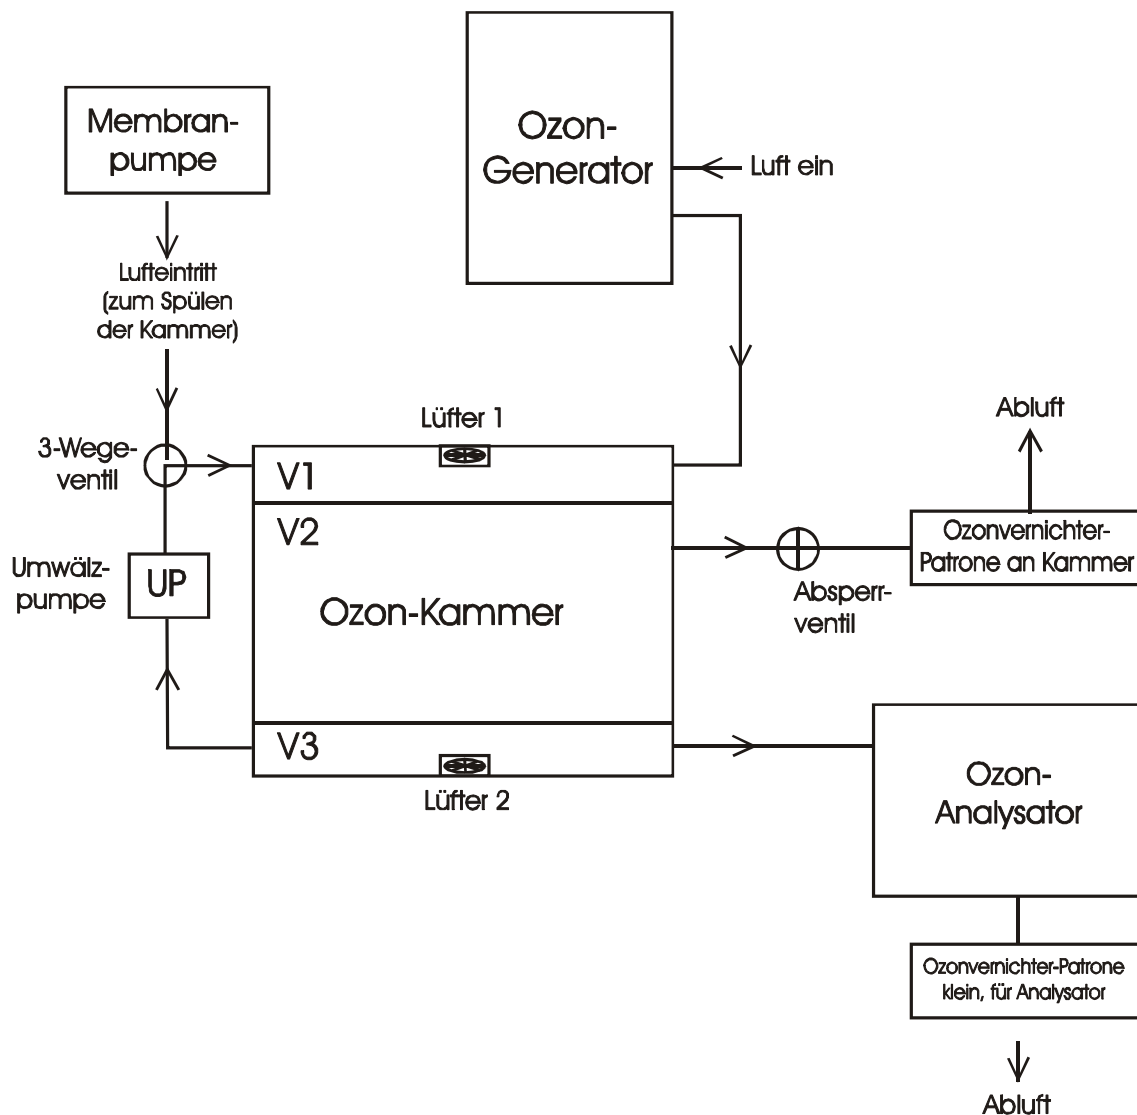 Membran-
pumpe
Ozon-
Generator
Luft ein
Lufteintritt
(zum Spülen
der Kammer)
3-Wege-
ventil
Lüfter 1
Abluft
V1
V2
Ozonvernichter-
Patrone an Kammer
Umwälz-
pumpe
UP
Ozon-Kammer
Absperr-
ventil
V3
Lüfter 2
Ozon-
Analysator
Ozonvernichter-Patrone
klein, für Analysator
Abluft